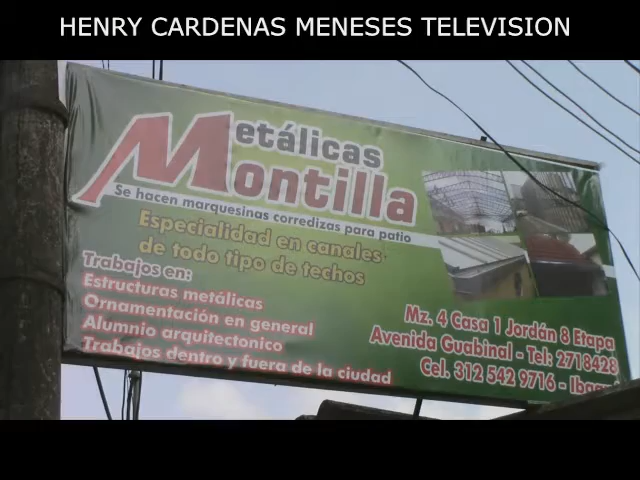 HENRY CARDENAS MENESES TELEVISION
Metálicas
Montilla
Se hacen marquesinas corredizas para patio
Especialidad en canales
de todo tipo de techos
Trabajos en:
Estructuras metálicas
Ornamentación en general
Alumnio arquitectonico
Trabajos dentro y fuera de la ciudad
Mz. 4 Casa 1 Jordán 8 Etapa
Avenida Guabinal - Tel: 2718428
Cel. 312 542 9716 -